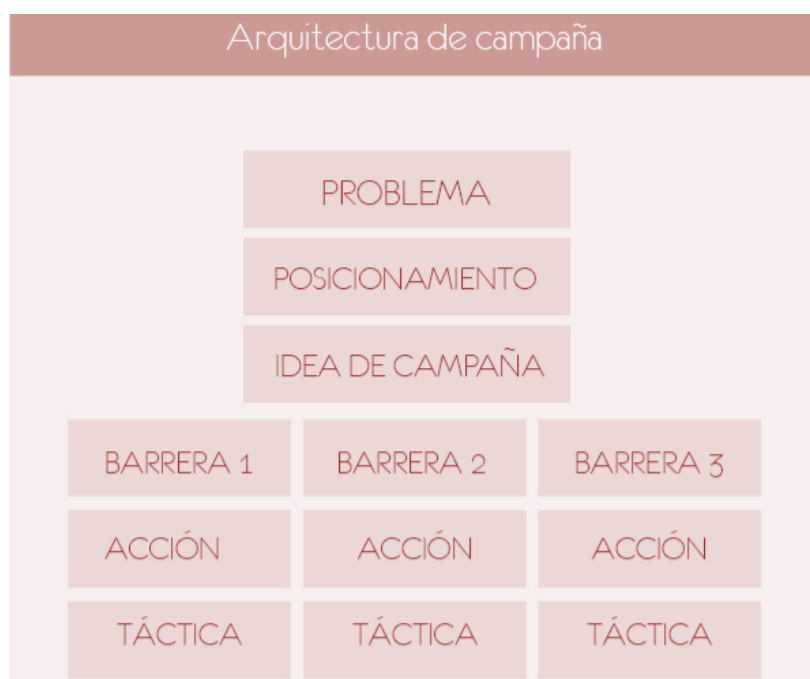 Arquitectura de campaña
PROBLEMA
POSICIONAMIENTO
IDEA DE CAMPAÑA
BARRERA 1
BARRERA 2
BARRERA 3
ACCIÓN
ACCIÓN
ACCIÓN
TÁCTICA
TÁCTICA
TÁCTICA